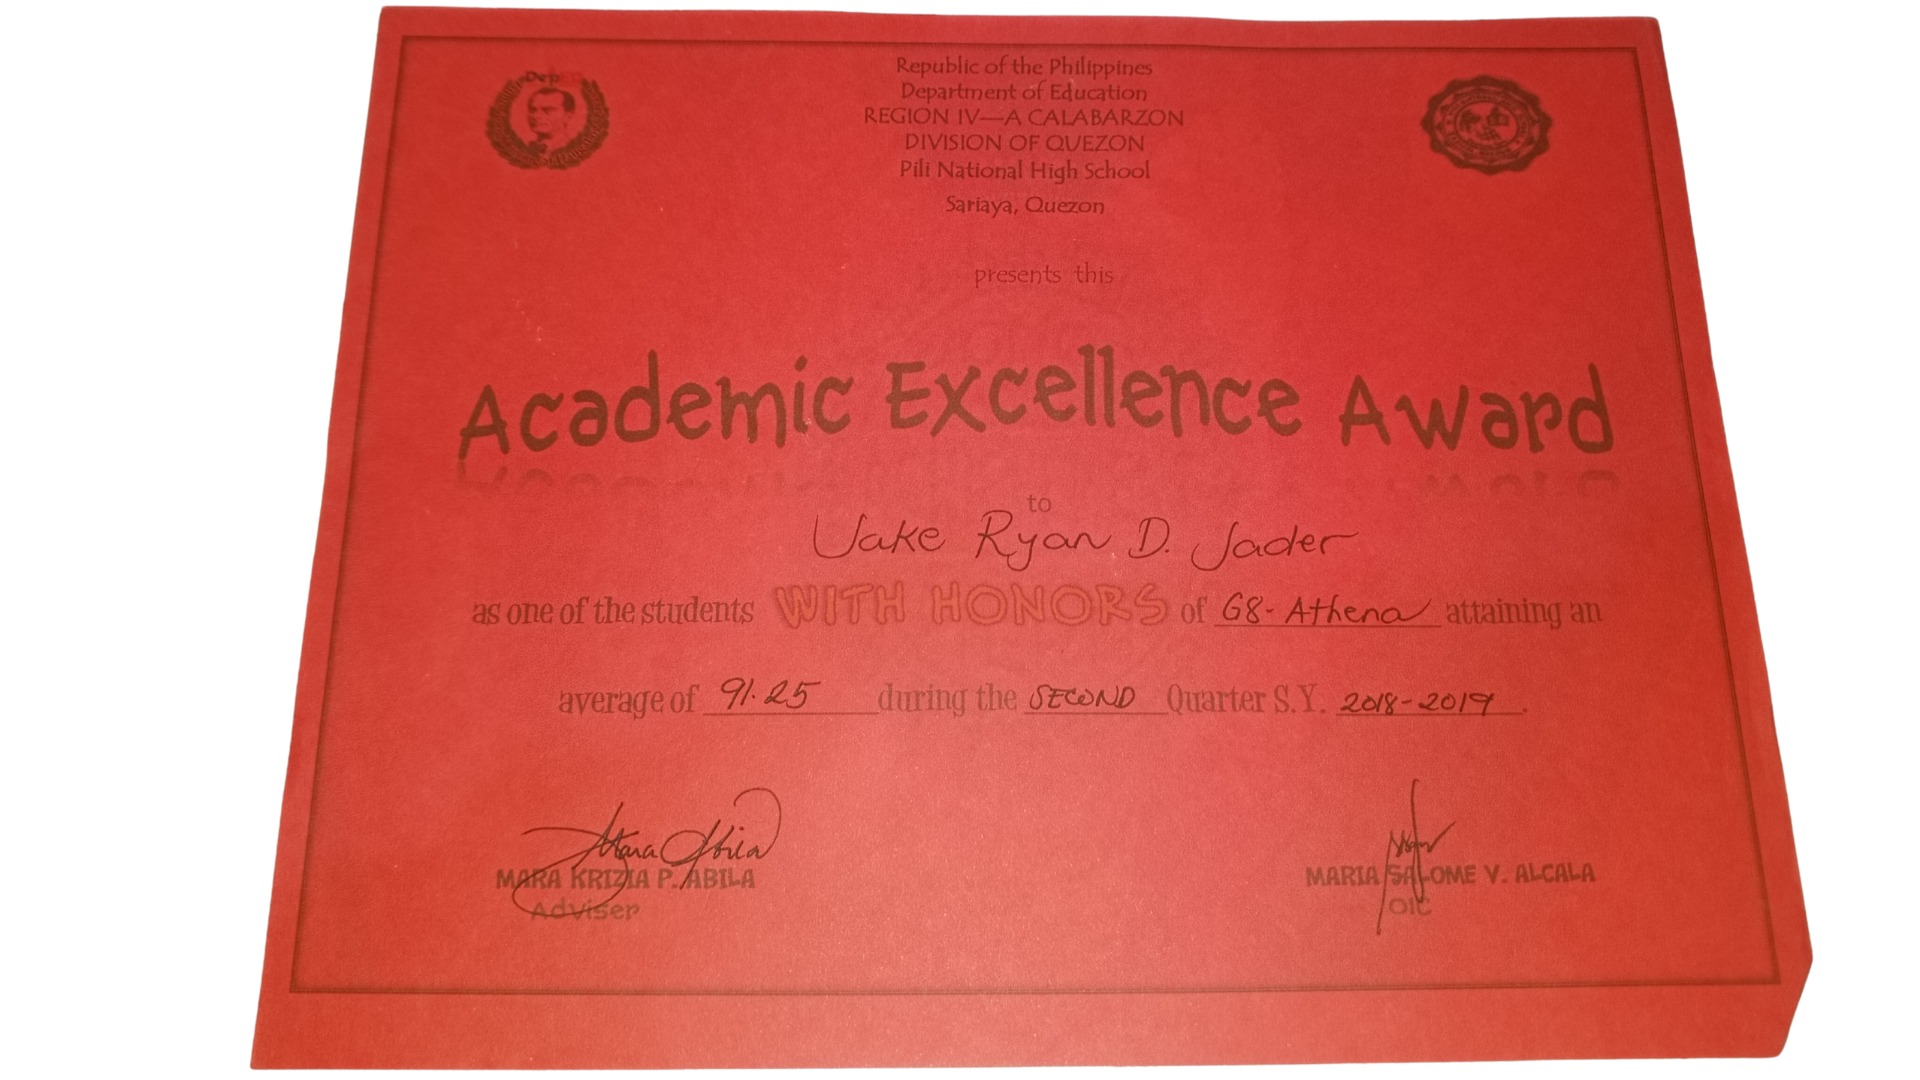 DepED
Republic of the Philippines
Department of Education
REGION IV—A CALABARZON
DIVISION OF QUEZON
Pili National High School
Sariaya, Quezon
presents this
Academic Excellence Award
to
Jake Ryan D. Jader
as one of the students WITH HONORS of G8-Athena attaining an
average of 91.25 during the SECOND Quarter S.Y. 2018-2019.
Mara Abila
MARA KRIZIA P. ABILA
MARIA SALOME V. ALCALA
Adviser
OIC